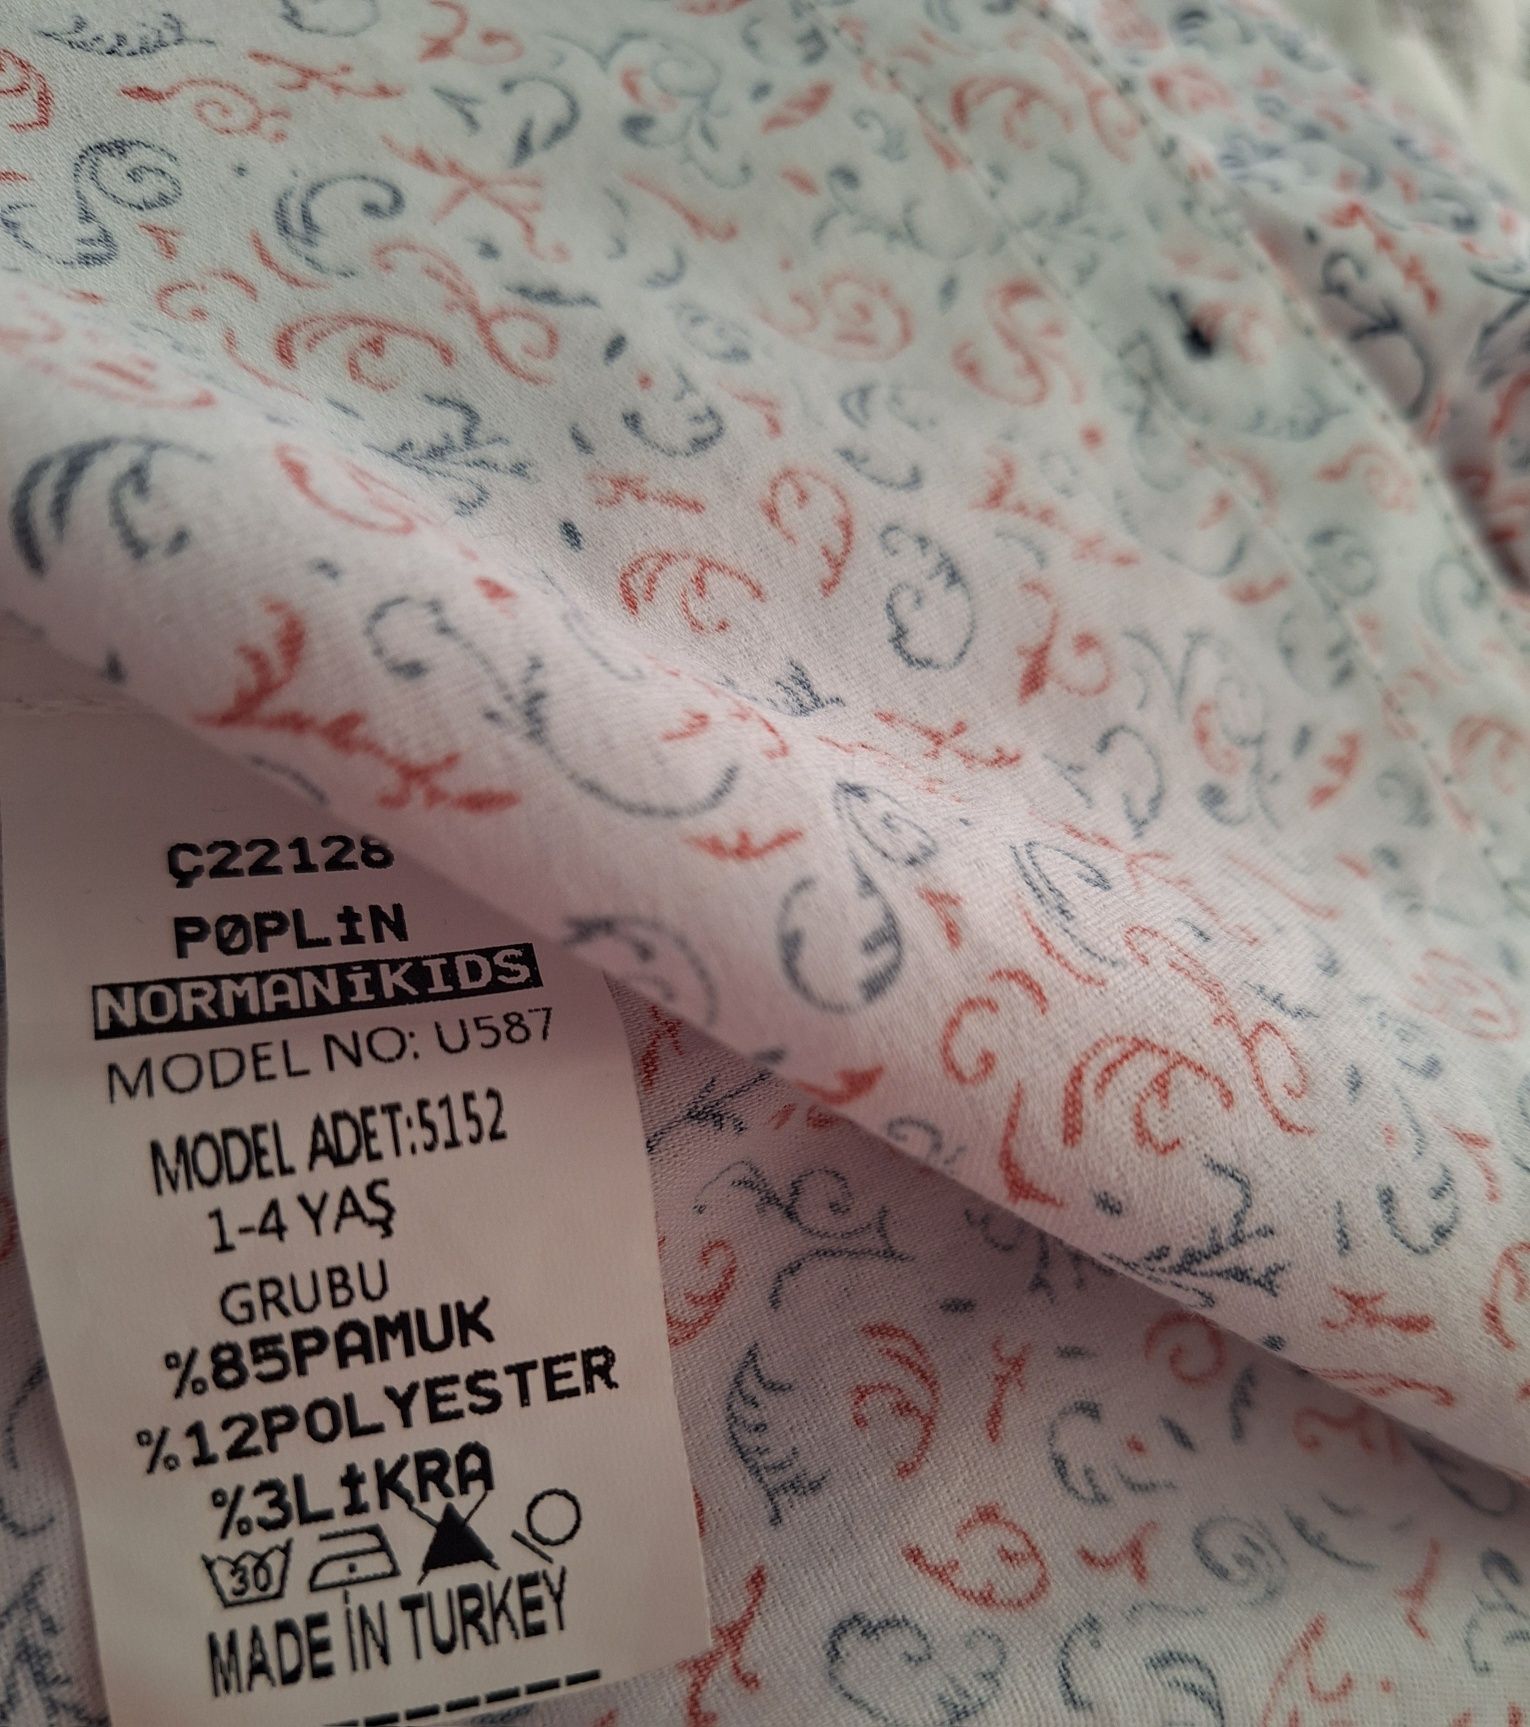 Ç22128
POPLİN
NORMANİKIDS
MODEL NO: U587
MODEL ADET:5152
1-4 YAŞ
GRUBU
%85PAMUK
%12POLYESTER
%3LİKRA
30
MADE İN TURKEY